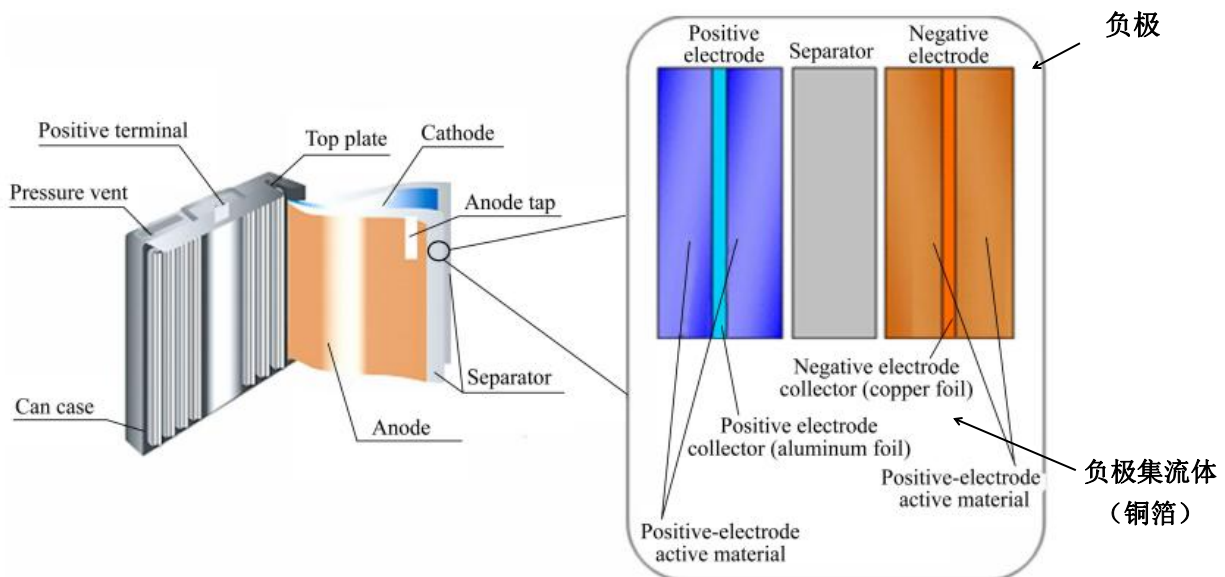 Positive terminal
Pressure vent
Top plate
Cathode
Anode tap
Separator
Anode
Can case
Positive
electrode
Separator
Negative
electrode
负极
Negative electrode
collector (copper foil)
Positive electrode
collector (aluminum foil)
Positive-electrode
active material
Positive-electrode
active material
负极集流体
（铜箔）